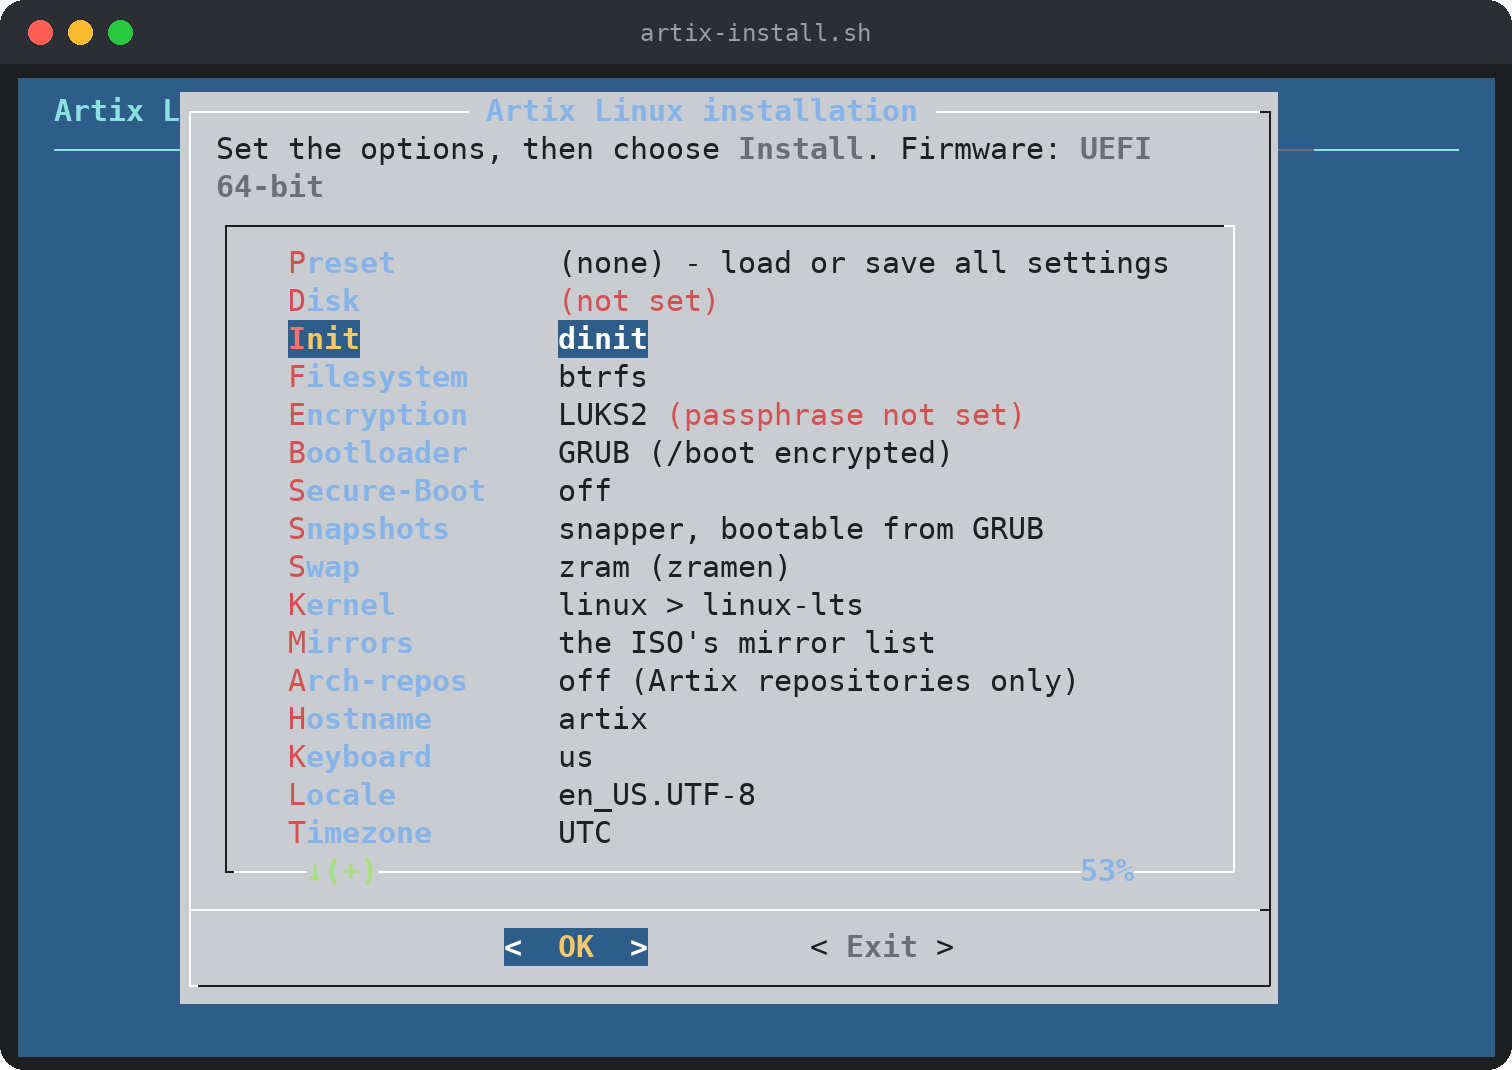 artix-install.sh
Artix L
Artix Linux installation
Set the options, then choose Install. Firmware: UEFI
64-bit
Preset (none) - load or save all settings
Disk (not set)
Init dinit
Filesystem btrfs
Encryption LUKS2 (passphrase not set)
Bootloader GRUB (/boot encrypted)
Secure-Boot off
Snapshots snapper, bootable from GRUB
Swap zram (zramen)
Kernel linux > linux-lts
Mirrors the ISO's mirror list
Arch-repos off (Artix repositories only)
Hostname artix
Keyboard us
Locale en_US.UTF-8
Timezone UTC
↓(+) 53%
< OK > < Exit >